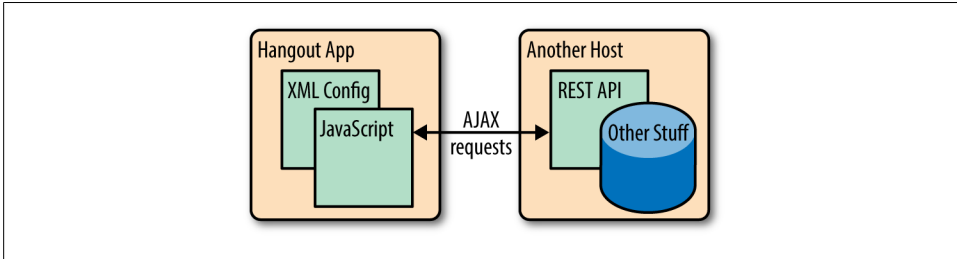 Hangout App
XML Config
JavaScript
AJAX
requests
Another Host
REST API
Other Stuff